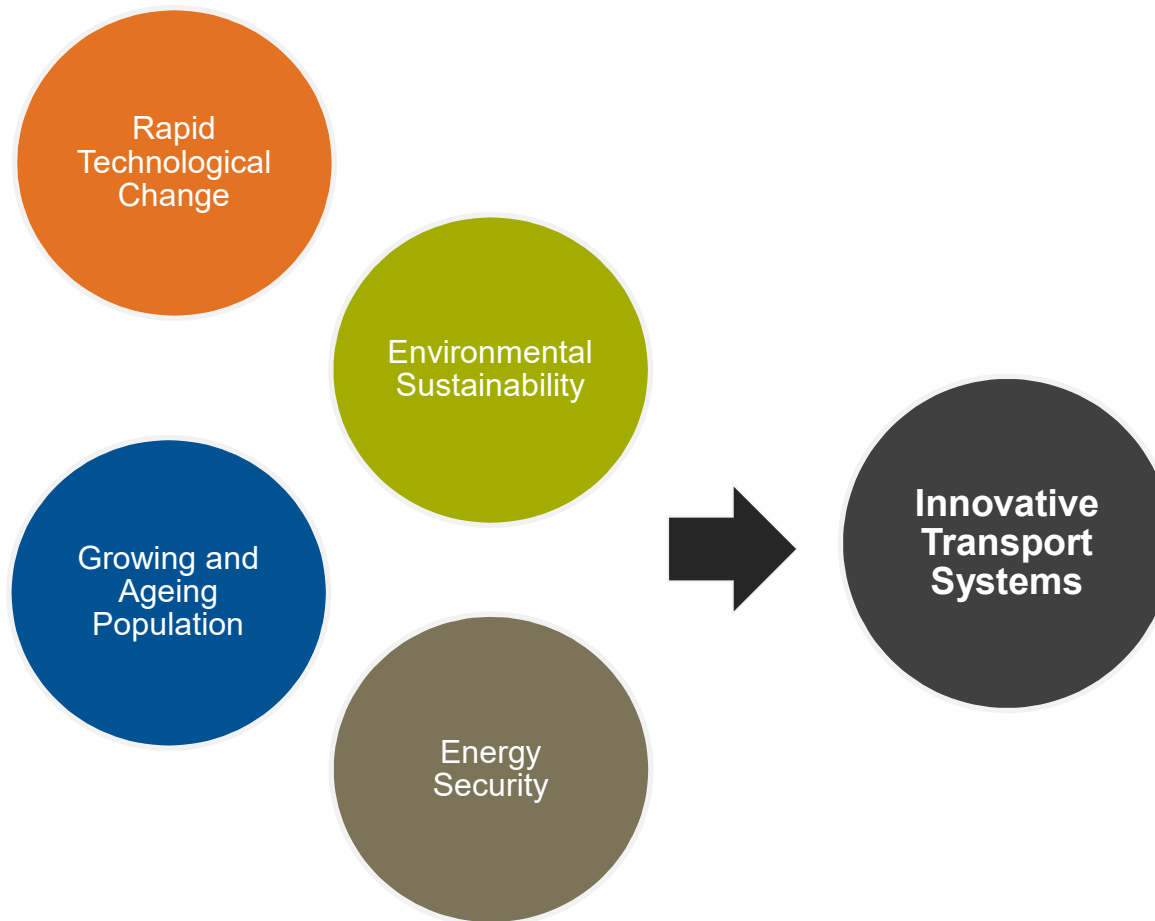 Rapid
Technological
Change
Environmental
Sustainability
Growing and
Ageing
Population
Energy
Security
Innovative
Transport
Systems